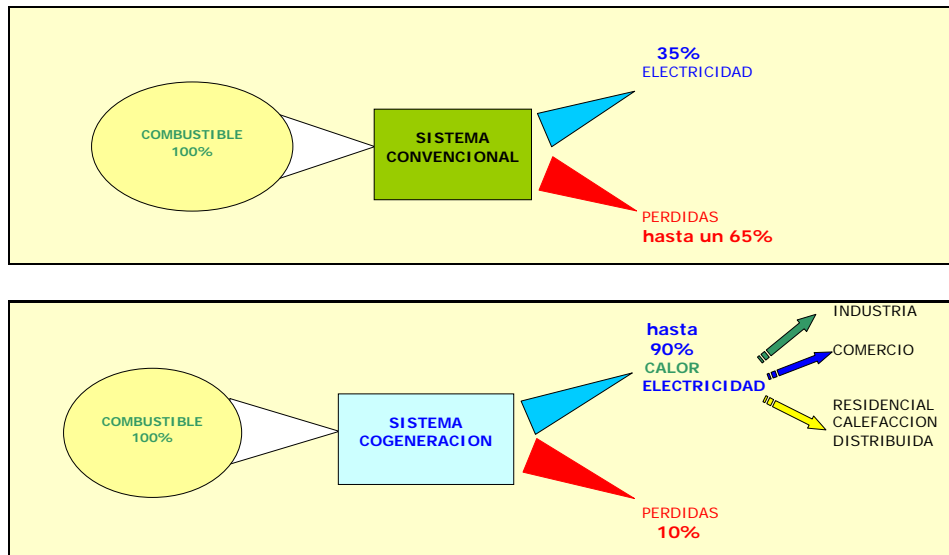 35%
ELECTRICIDAD
COMBUSTIBLE
100%
SISTEMA
CONVENCIONAL
PERDIDAS
hasta un 65%
hasta
90%
CALOR
ELECTRICIDAD
INDUSTRIA
COMERCIO
RESIDENCIAL
CALEFACCION
DISTRIBUIDA
COMBUSTIBLE
100%
SISTEMA
COGENERACION
PERDIDAS
10%